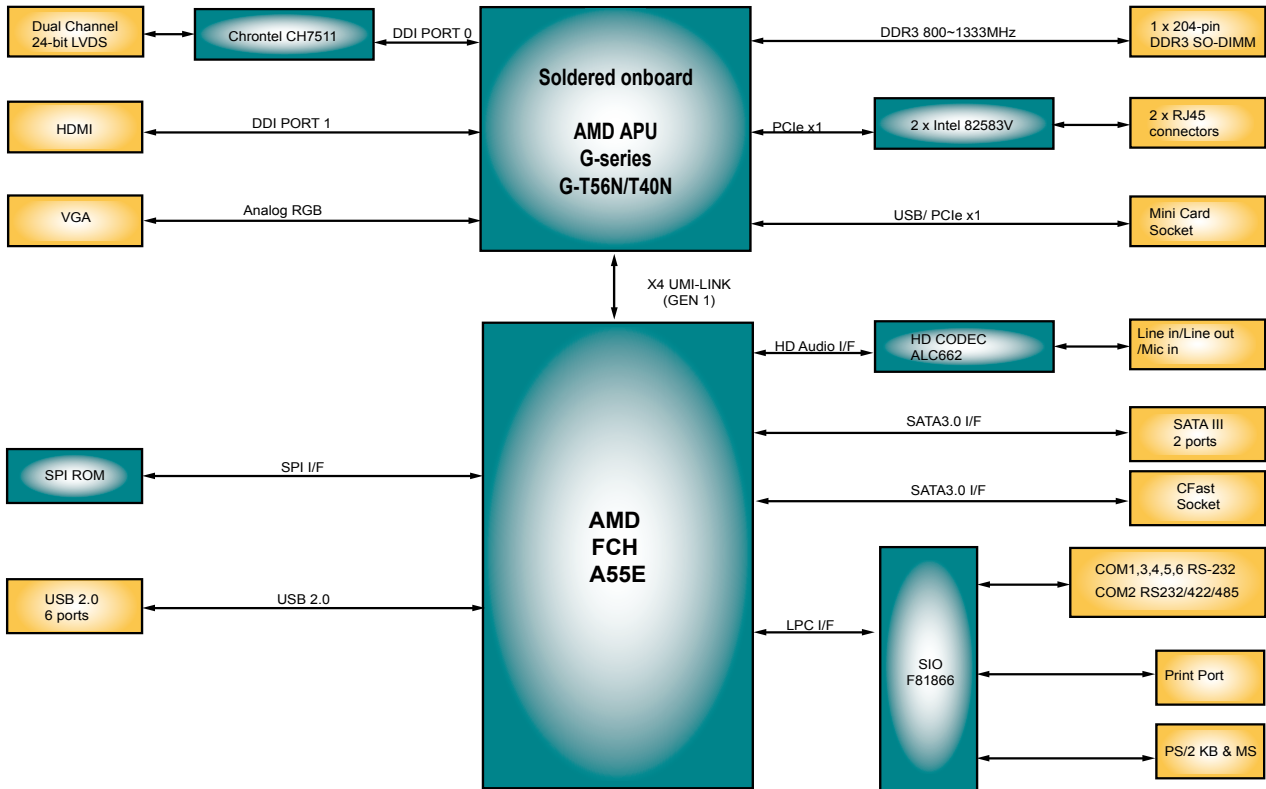 Dual Channel
24-bit LVDS
Chrontel CH7511
DDI PORT 0
HDMI
DDI PORT 1
VGA
Analog RGB
Soldered onboard
AMD APU
G-series
G-T56N/T40N
DDR3 800~1333MHz
1 x 204-pin
DDR3 SO-DIMM
PCIe x1
2 x Intel 82583V
2 x RJ45
connectors
USB/ PCIe x1
Mini Card
Socket
X4 UMI-LINK
(GEN 1)
SPI ROM
SPI I/F
USB 2.0
6 ports
USB 2.0
AMD
FCH
A55E
HD Audio I/F
HD CODEC
ALC662
Line in/Line out
/Mic in
SATA3.0 I/F
SATA III
2 ports
SATA3.0 I/F
CFast
Socket
LPC I/F
SIO
F81866
COM1,3,4,5,6 RS-232
COM2 RS232/422/485
Print Port
PS/2 KB & MS